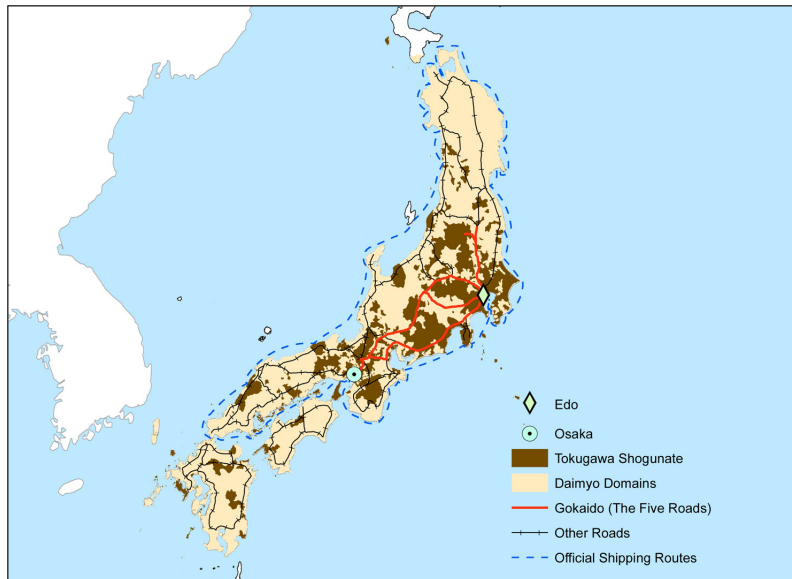 Edo
Osaka
Tokugawa Shogunate
Daimyo Domains
Gokaido (The Five Roads)
Other Roads
Official Shipping Routes